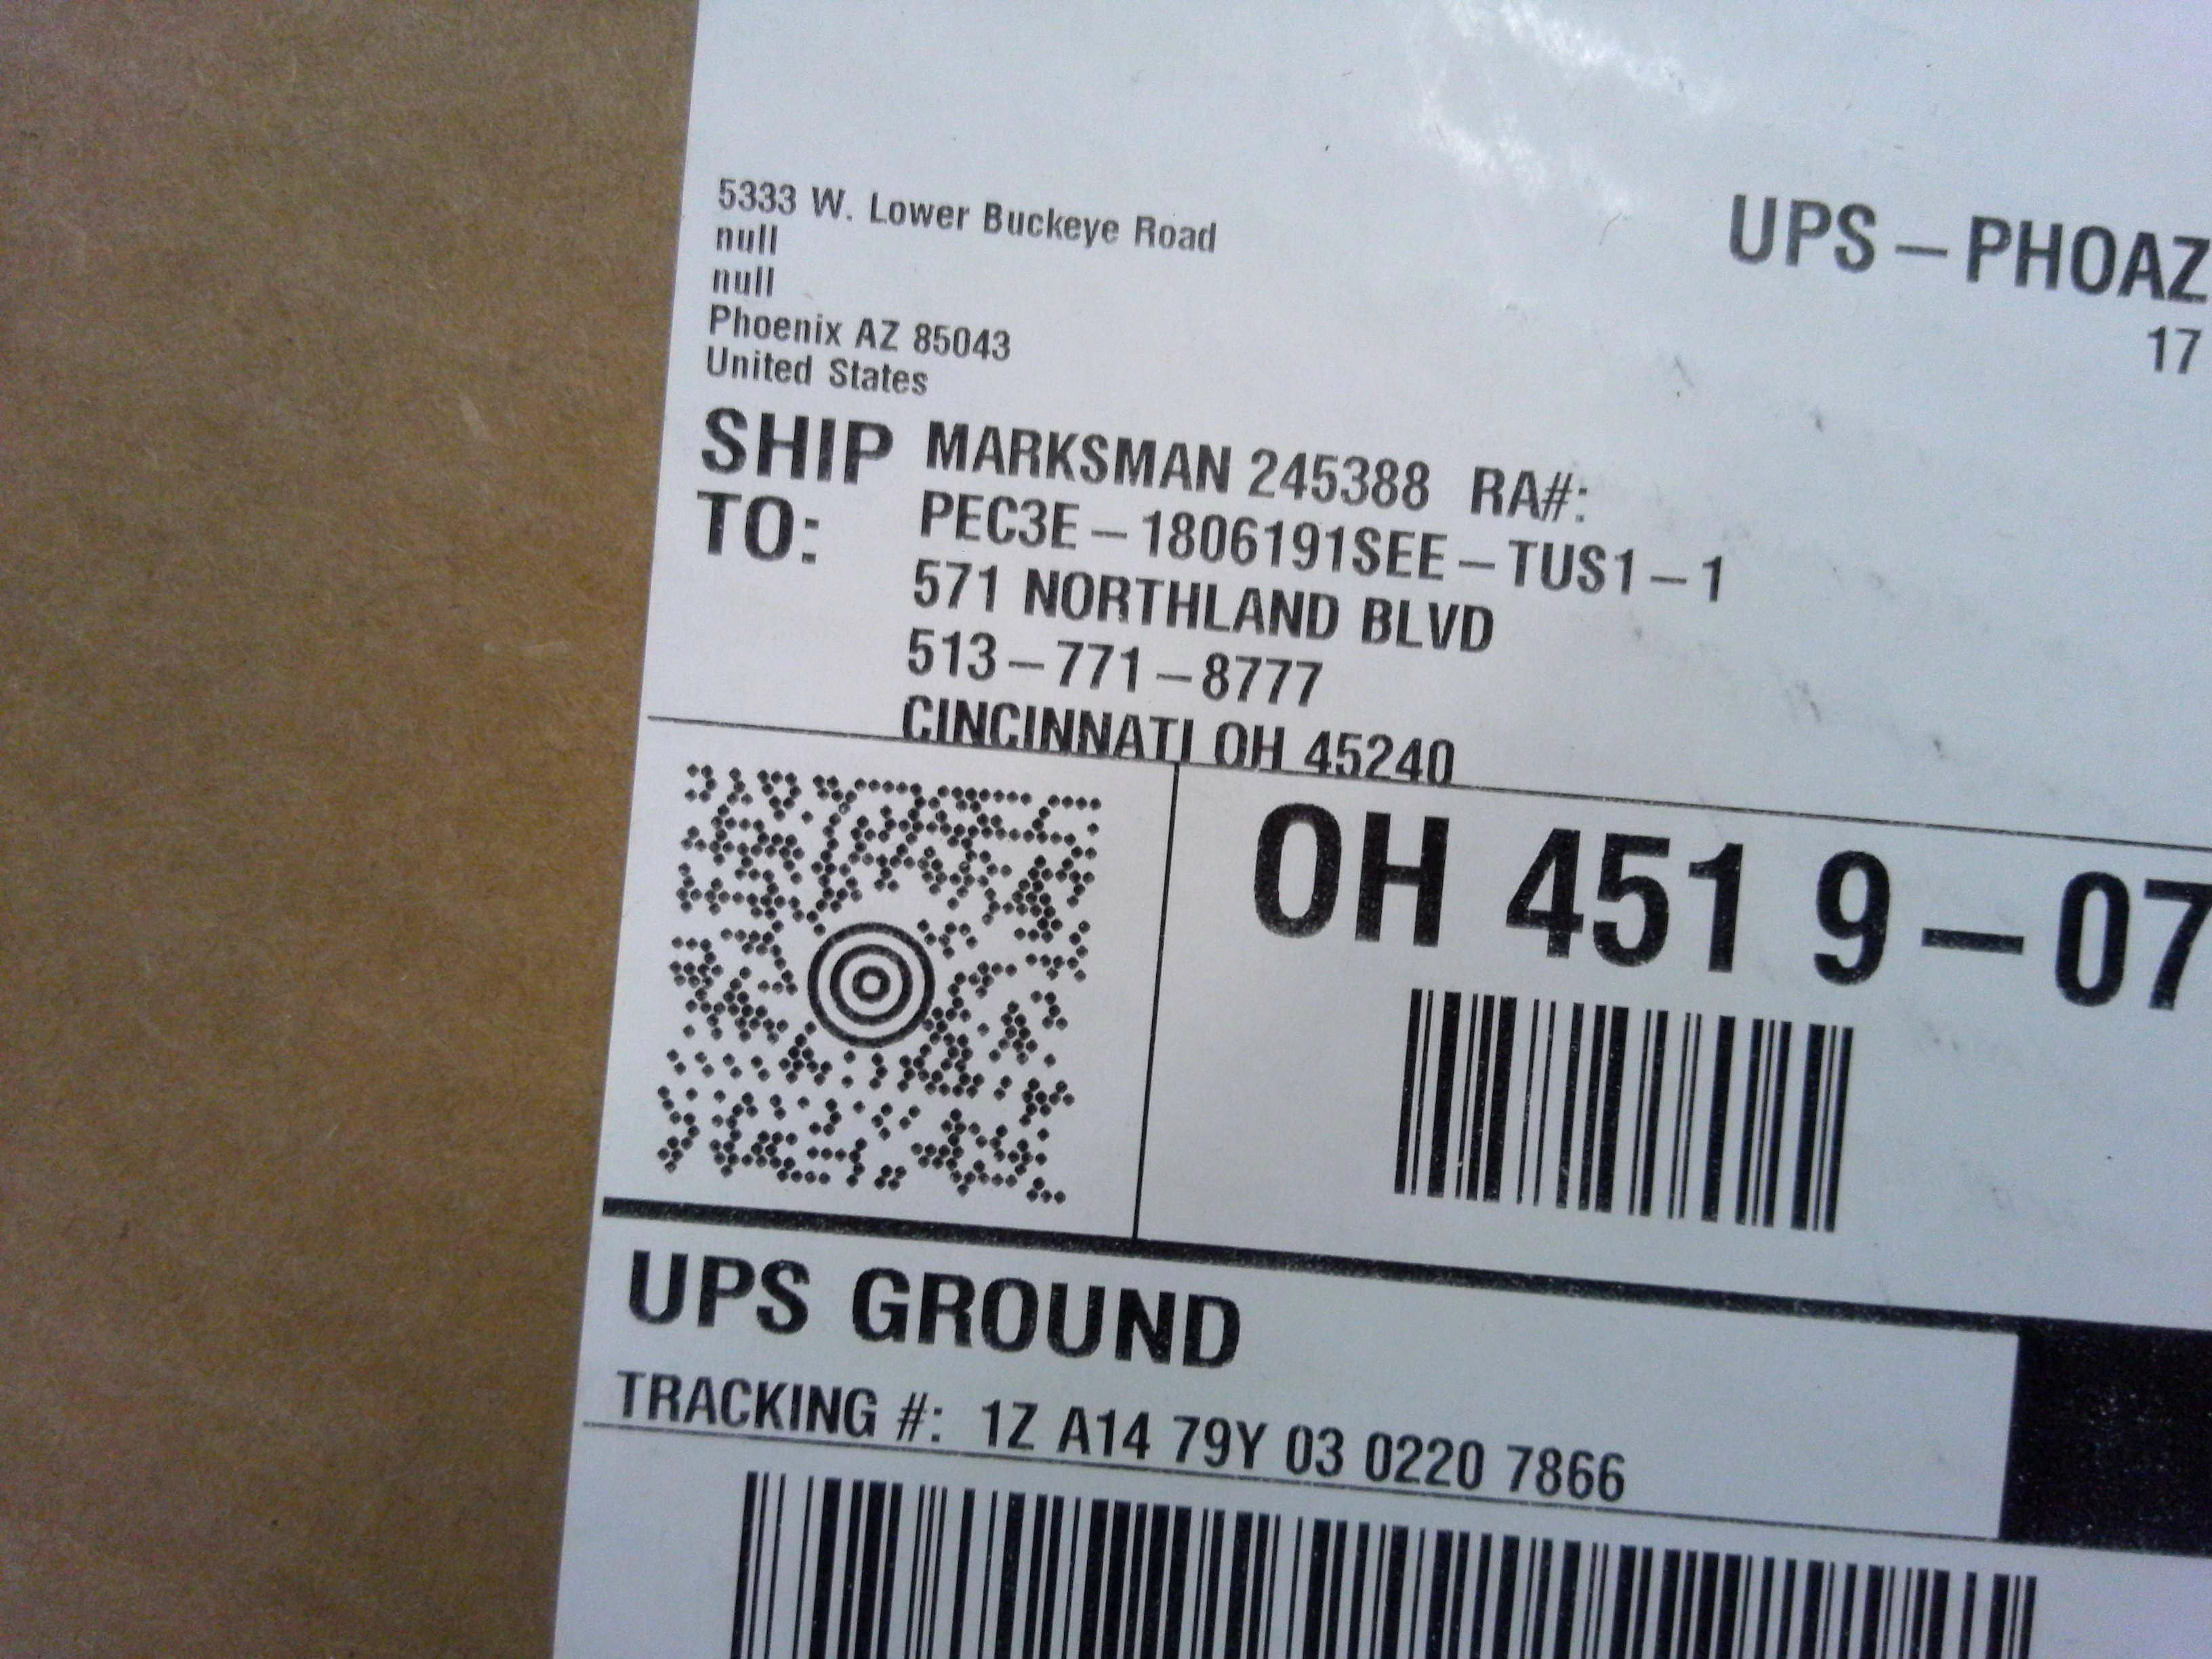 5333 W. Lower Buckeye Road
null
null
Phoenix AZ 85043
United States
UPS - PHOAZ
17
SHIP TO:
MARKSMAN 245388 RA#:
PEC3E - 1806191SEE - TUS1 - 1
571 NORTHLAND BLVD
513 - 771 - 8777
CINCINNATI OH 45240
OH 451 9 - 07
UPS GROUND
TRACKING #: 1Z A14 79Y 03 0220 7866